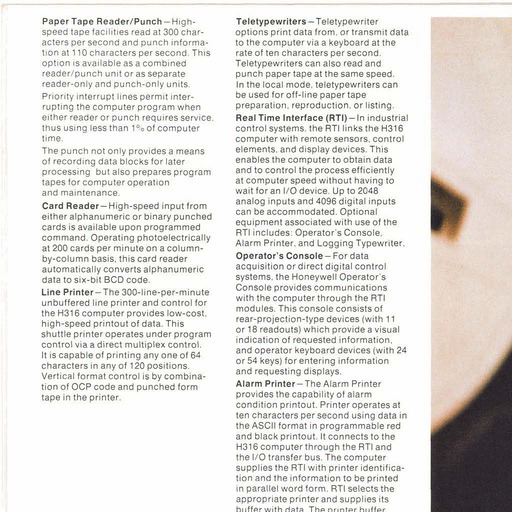 Paper Tape Reader/Punch — High-
speed tape facilities read at 300 char-
acters per second and punch informa-
tion at 110 characters per second. This
option is available as a combined
reader/punch unit or as separate
reader-only and punch-only units.
Priority interrupt lines permit inter-
rupting the computer program when
either reader or punch requires service,
thus using less than 1% of computer
time.
The punch not only provides a means
of recording data blocks for later
processing but also prepares program
tapes for computer operation
and maintenance.
Card Reader — High-speed input from
either alphanumeric or binary punched
cards is available upon programmed
command. Operating photoelectrically
at 200 cards per minute on a column-
by-column basis, this card reader
automatically converts alphanumeric
data to six-bit BCD code.
Line Printer — The 300-line-per-minute
unbuffered line printer and control for
the H316 computer provides low-cost,
high-speed printout of data. This
shuttle printer operates under program
control via a direct multiplex control.
It is capable of printing any one of 64
characters in any of 120 positions.
Vertical format control is by combina-
tion of OCP code and punched form
tape in the printer.
Teletypewriters — Teletypewriter
options print data from, or transmit data
to the computer via a keyboard at the
rate of ten characters per second.
Teletypewriters can also read and
punch paper tape at the same speed.
In the local mode, teletypewriters can
be used for off-line paper tape
preparation, reproduction, or listing.
Real Time Interface (RTI) — In industrial
control systems, the RTI links the H316
computer with remote sensors, control
elements, and display devices. This
enables the computer to obtain data
and to control the process efficiently
at computer speed without having to
wait for an I/O device. Up to 2048
analog inputs and 4096 digital inputs
can be accommodated. Optional
equipment associated with use of the
RTI includes: Operator's Console,
Alarm Printer, and Logging Typewriter.
Operator's Console — For data
acquisition or direct digital control
systems, the Honeywell Operator's
Console provides communications
with the computer through the RTI
modules. This console consists of
rear-projection-type devices (with 11
or 18 readouts) which provide a visual
indication of requested information,
and operator keyboard devices (with 24
or 54 keys) for entering information
and requesting displays.
Alarm Printer — The Alarm Printer
provides the capability of alarm
condition printout. Printer operates at
ten characters per second using data in
the ASCII format in programmable red
and black printout. It connects to the
H316 computer through the RTI and
the I/O transfer bus. The computer
supplies the RTI with printer identifica-
tion and the information to be printed
in parallel word form. RTI selects the
appropriate printer and supplies its
buffer with data. The printer buffer